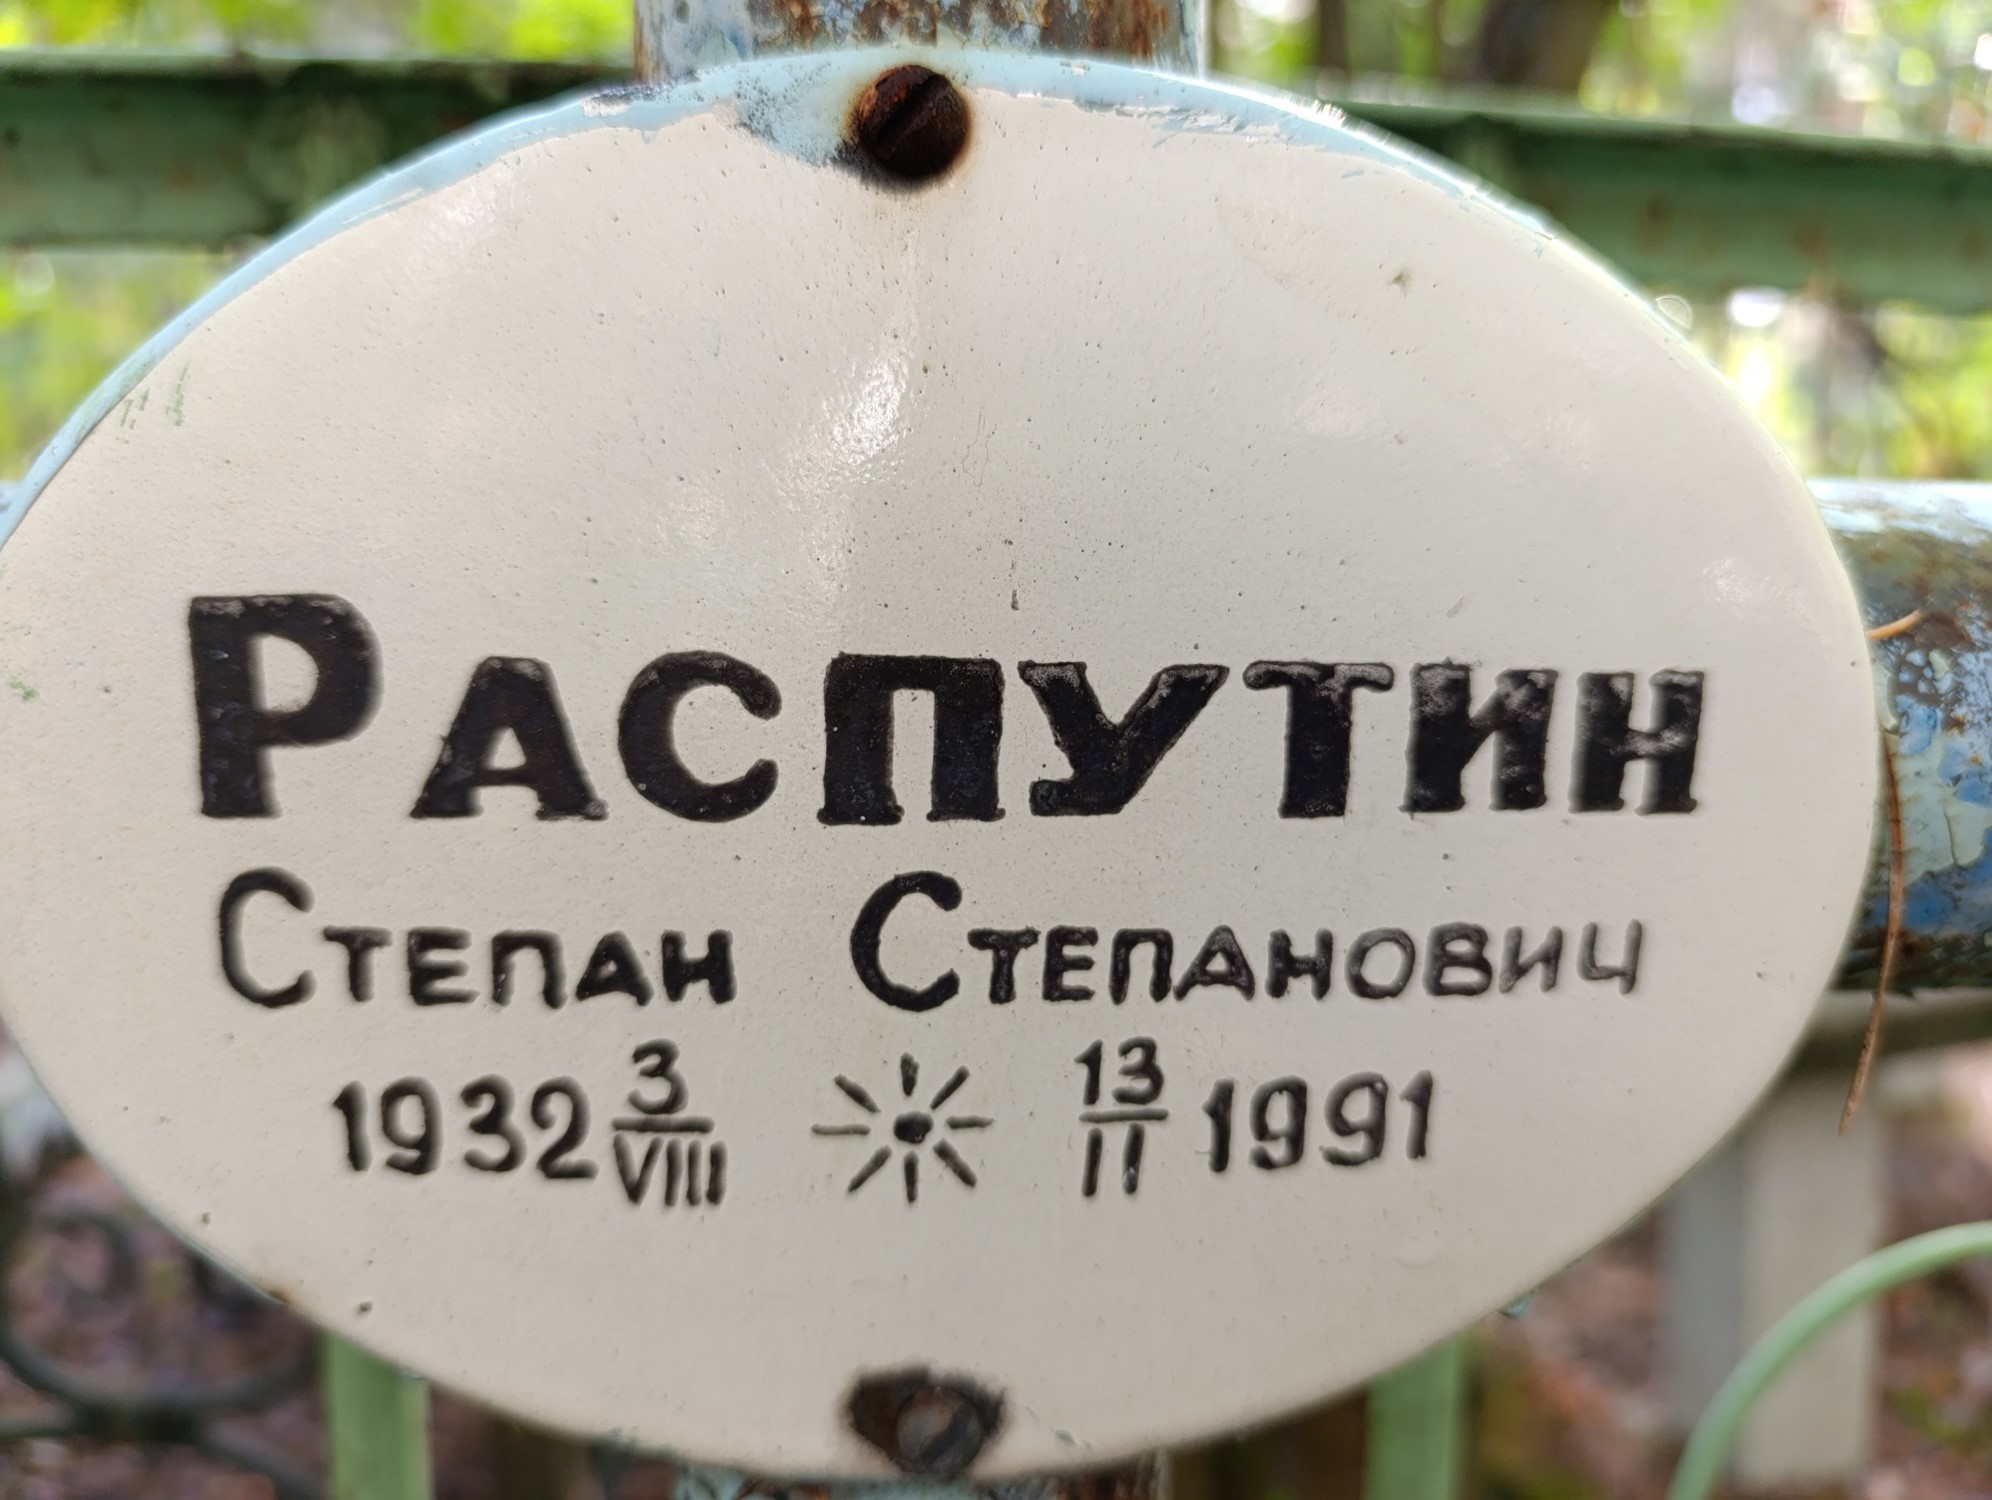 РАСПУТИН
СТЕПАН СТЕПАНОВИЧ
1932 3/VIII 13/II 1991